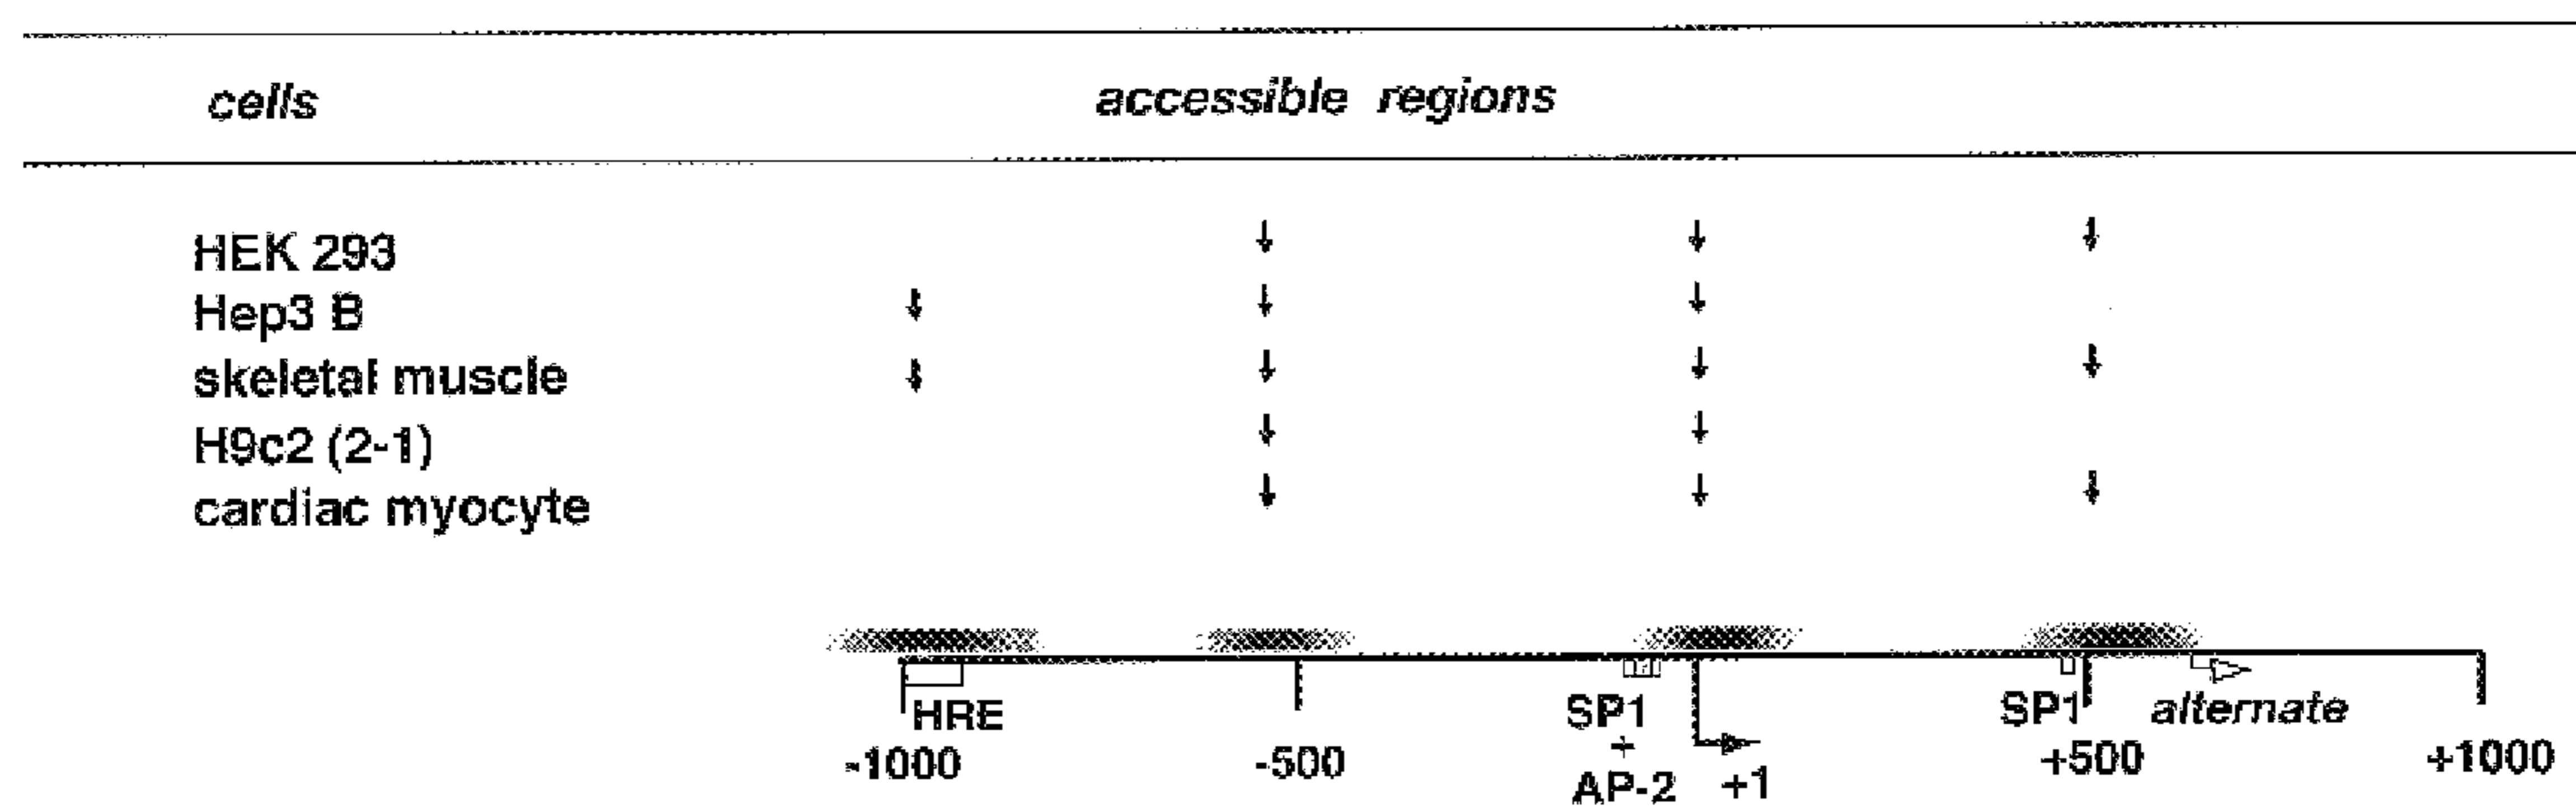 cells accessible regions
HEK 293
Hep3 B
skeletal muscle
H9c2 (2-1)
cardiac myocyte
HRE SP1 SP1 alternate
+
-1000 -500 AP-2 +1 +500 +1000